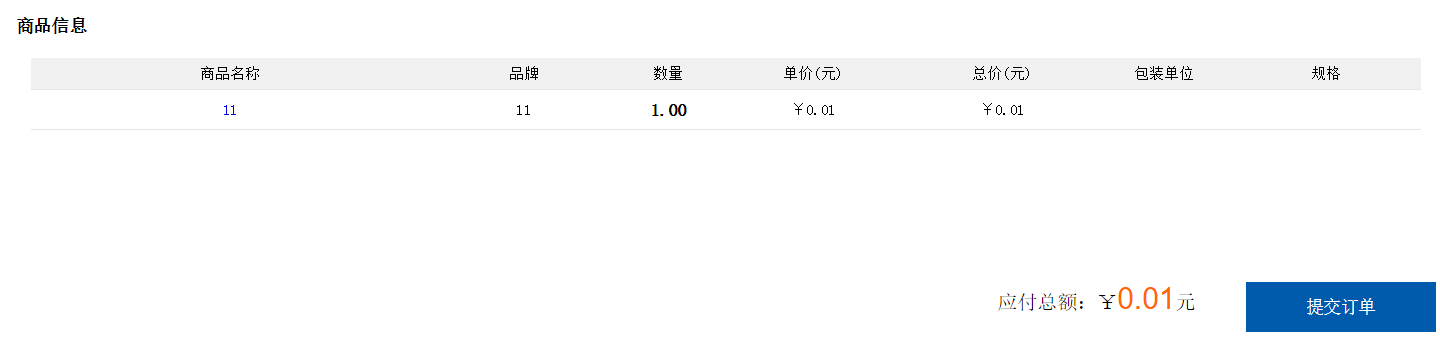 商品信息
商品名称 品牌 数量 单价(元) 总价(元) 包装单位 规格
11 11 1.00 ￥0.01 ￥0.01
应付总额：￥0.01元 提交订单